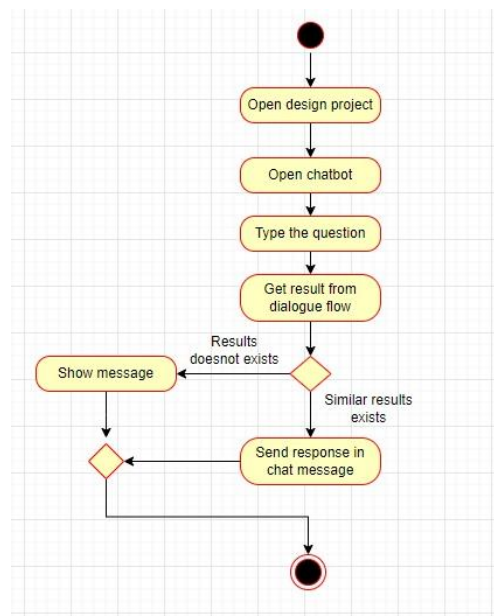 Open design project
Open chatbot
Type the question
Get result from
dialogue flow
Results
doesnot exists
Show message
Similar results
exists
Send response in
chat message